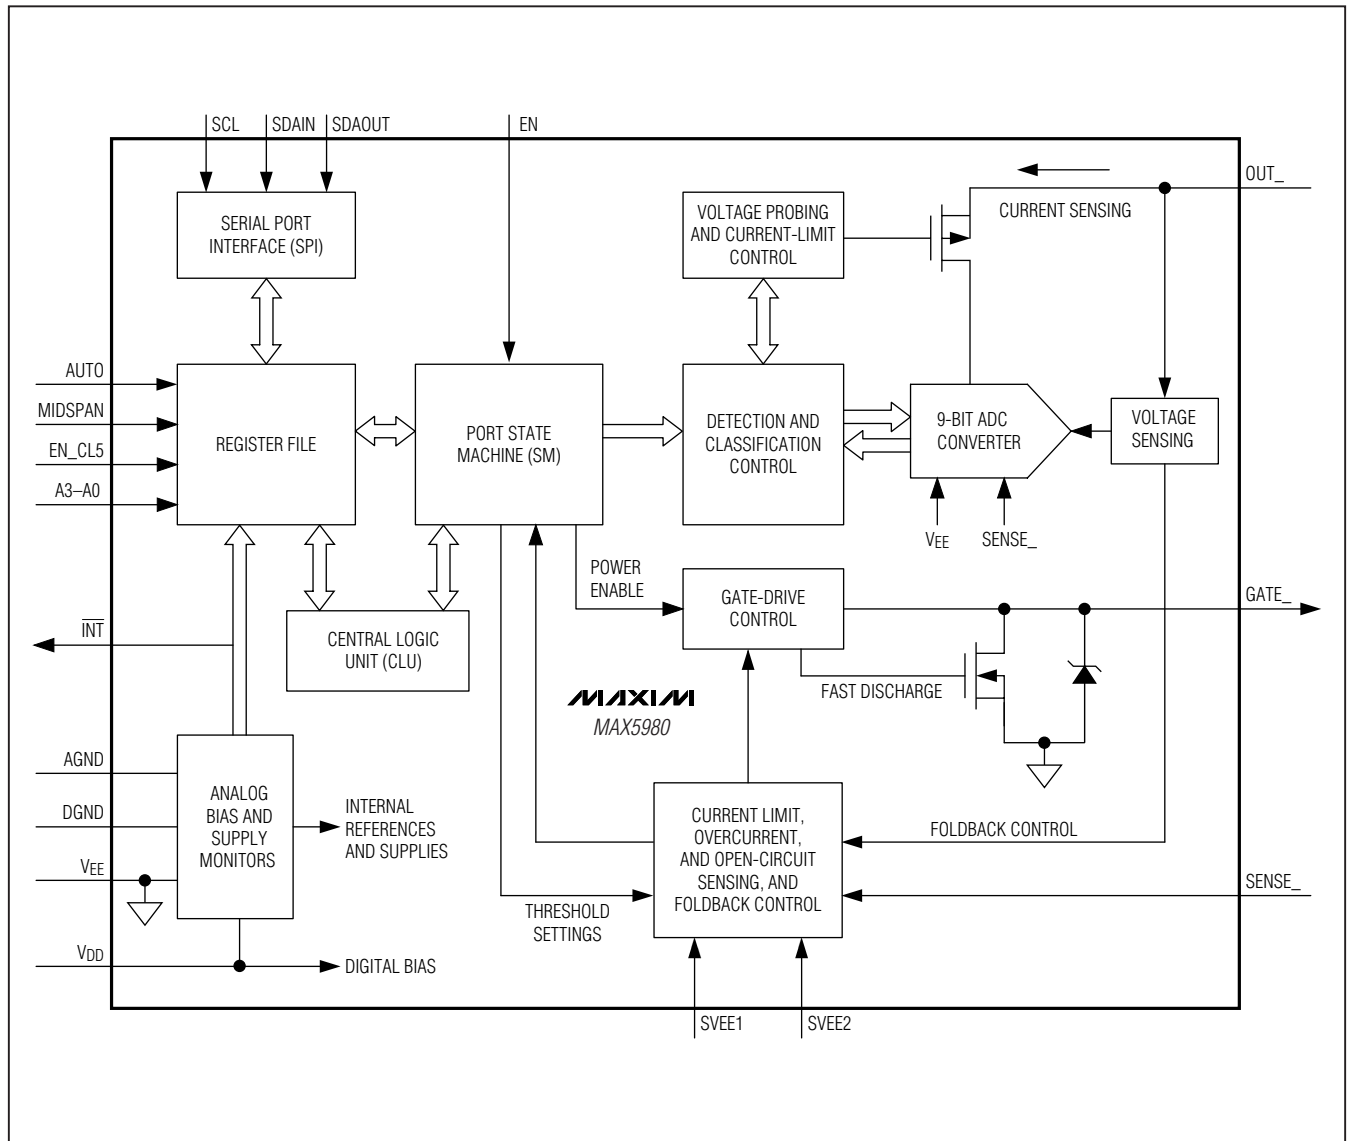 SCL
SDAIN
SDAOUT
EN
OUT_
SERIAL PORT
INTERFACE (SPI)
VOLTAGE PROBING
AND CURRENT-LIMIT
CONTROL
CURRENT SENSING
AUTO
MIDSPAN
EN_CL5
A3–A0
REGISTER FILE
PORT STATE
MACHINE (SM)
DETECTION AND
CLASSIFICATION
CONTROL
9-BIT ADC
CONVERTER
VOLTAGE
SENSING
VEE
SENSE_
POWER
ENABLE
GATE-DRIVE
CONTROL
GATE_
INT
CENTRAL LOGIC
UNIT (CLU)
FAST DISCHARGE
MAXIM
MAX5980
AGND
DGND
VEE
VDD
ANALOG
BIAS AND
SUPPLY
MONITORS
INTERNAL
REFERENCES
AND SUPPLIES
CURRENT LIMIT,
OVERCURRENT,
AND OPEN-CIRCUIT
SENSING, AND
FOLDBACK CONTROL
FOLDBACK CONTROL
SENSE_
THRESHOLD
SETTINGS
DIGITAL BIAS
SVEE1
SVEE2